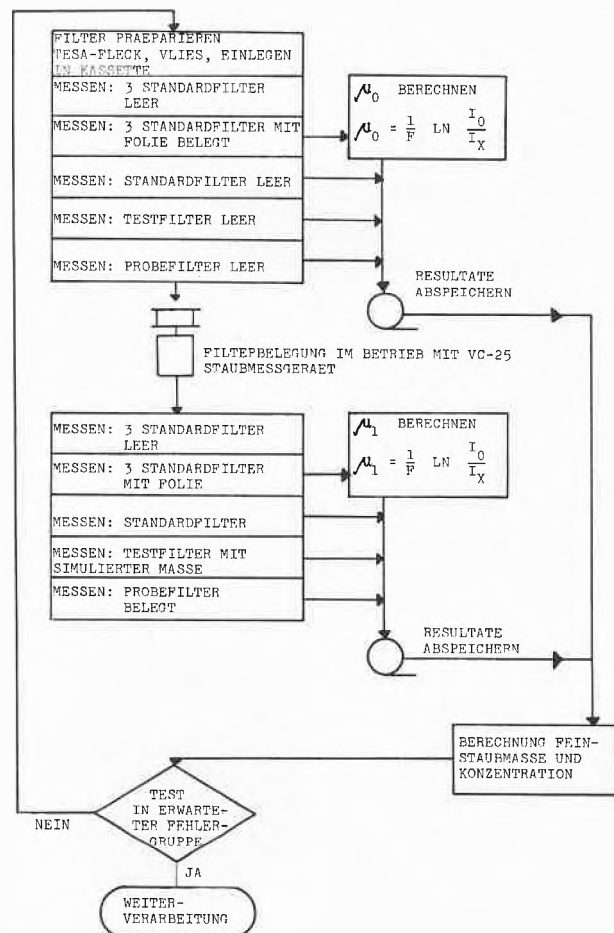 FILTER PRAEPARIEREN
TESA-FLECK, VLIES, EINLEGEN
IN KASSETTE
MESSEN: 3 STANDARDFILTER
LEER
MESSEN: 3 STANDARDFILTER MIT
FOLIE BELEGT
MESSEN: STANDARDFILTER LEER
MESSEN: TESTFILTER LEER
MESSEN: PROBEFILTER LEER
μ0 BERECHNEN
μ0 = 1/F LN I0/IX
RESULTATE
ABSPEICHERN
FILTEPBELEGUNG IM BETRIEB MIT VC-25
STAUBMESSGERAET
MESSEN: 3 STANDARDFILTER
LEER
MESSEN: 3 STANDARDFILTER
MIT FOLIE
MESSEN: STANDARDFILTER
MESSEN: TESTFILTER MIT
SIMULIERTER MASSE
MESSEN: PROBEFILTER
BELEGT
μ1 BERECHNEN
μ1 = 1/F LN I0/IX
RESULTATE
ABSPEICHERN
BERECHNUNG FEIN-
STAUBMASSE UND
KONZENTRATION
TEST
IN ERWARTE-
TER FEHLER-
GRUPPE
NEIN
JA
WEITER-
VERARBEITUNG